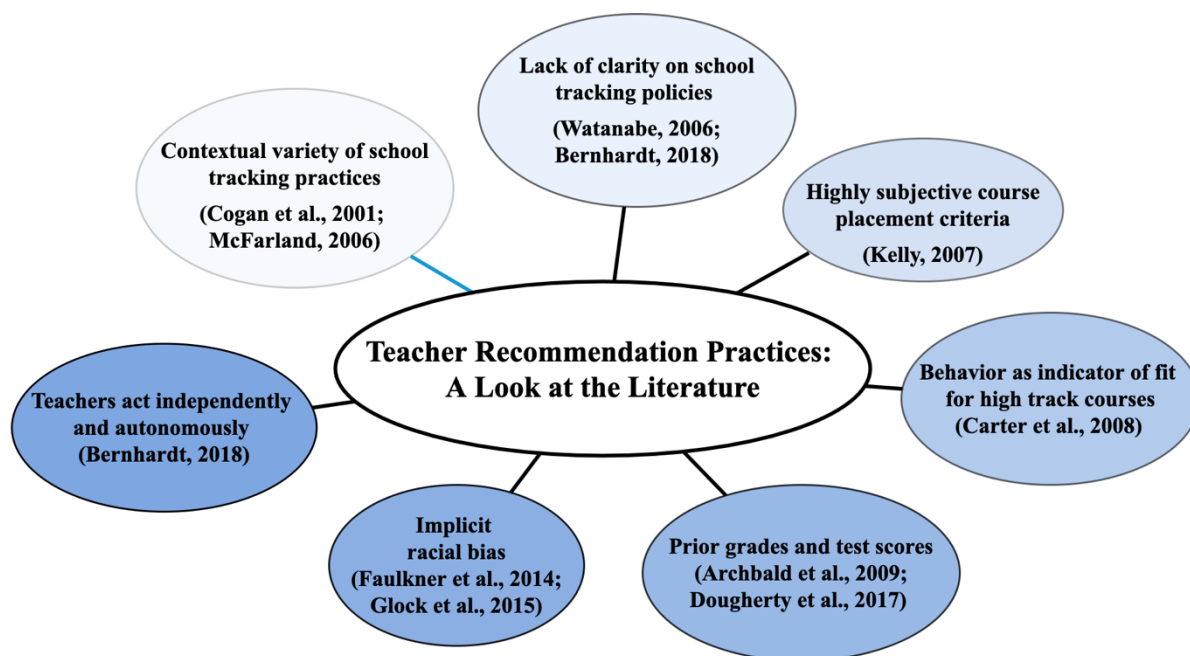 Teacher Recommendation Practices:
A Look at the Literature
Contextual variety of school
tracking practices
(Cogan et al., 2001;
McFarland, 2006)
Lack of clarity on school
tracking policies
(Watanabe, 2006;
Bernhardt, 2018)
Highly subjective course
placement criteria
(Kelly, 2007)
Behavior as indicator of fit
for high track courses
(Carter et al., 2008)
Prior grades and test scores
(Archbald et al., 2009;
Dougherty et al., 2017)
Implicit
racial bias
(Faulkner et al., 2014;
Glock et al., 2015)
Teachers act independently
and autonomously
(Bernhardt, 2018)